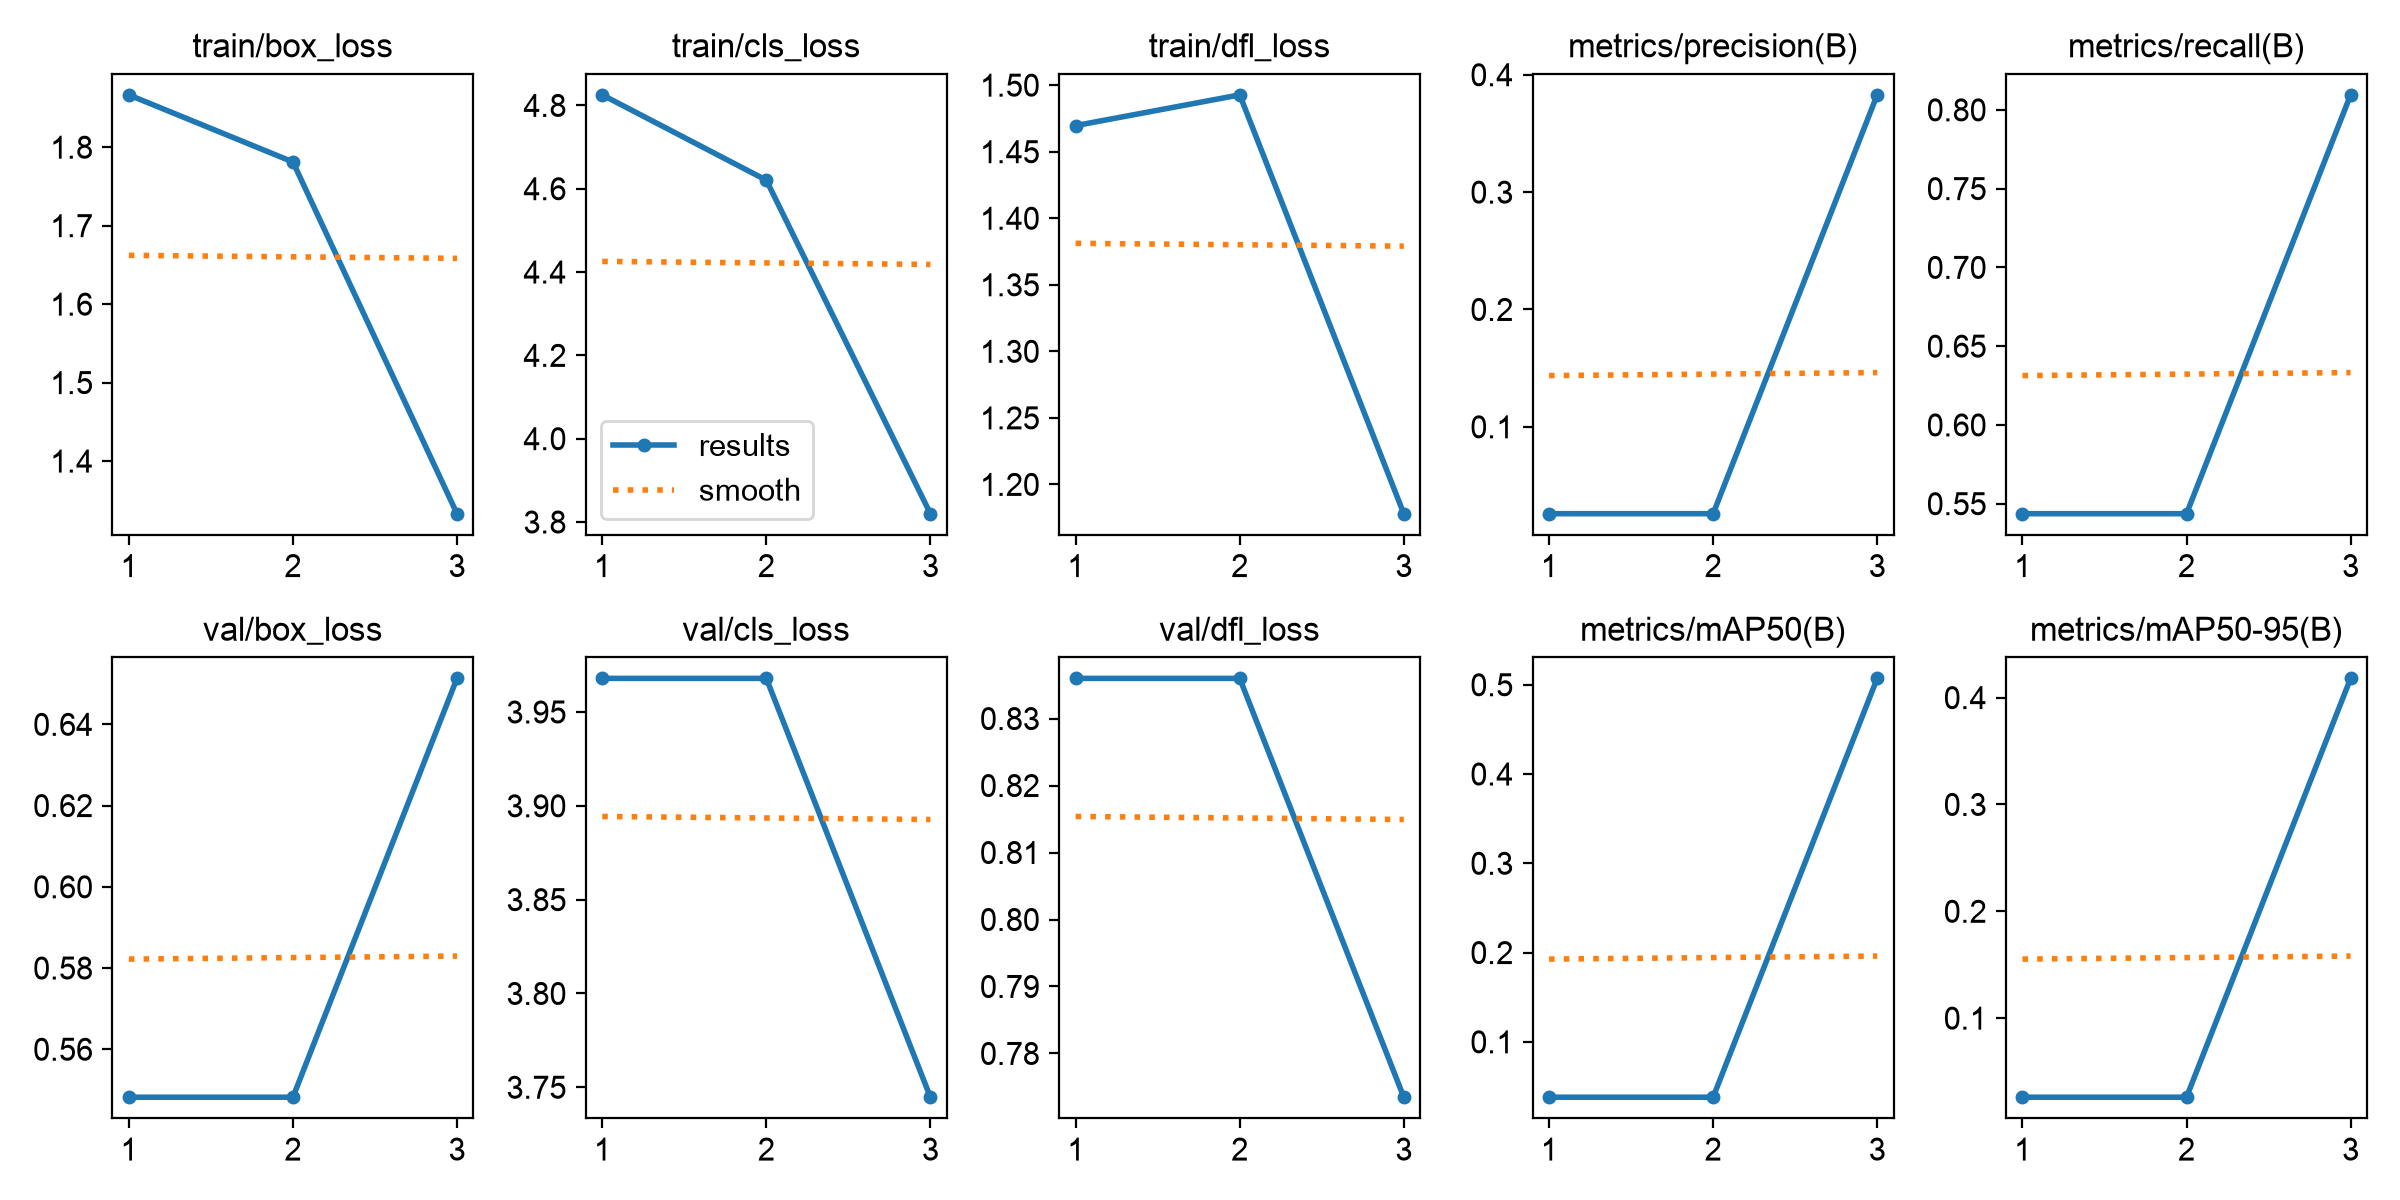 train/box_loss
1.8
1.7
1.6
1.5
1.4
1 2 3
train/cls_loss
4.8
4.6
4.4
4.2
4.0
3.8
results
smooth
1 2 3
train/dfl_loss
1.50
1.45
1.40
1.35
1.30
1.25
1.20
1 2 3
metrics/precision(B)
0.4
0.3
0.2
0.1
1 2 3
metrics/recall(B)
0.80
0.75
0.70
0.65
0.60
0.55
1 2 3
val/box_loss
0.64
0.62
0.60
0.58
0.56
1 2 3
val/cls_loss
3.95
3.90
3.85
3.80
3.75
1 2 3
val/dfl_loss
0.83
0.82
0.81
0.80
0.79
0.78
1 2 3
metrics/mAP50(B)
0.5
0.4
0.3
0.2
0.1
1 2 3
metrics/mAP50-95(B)
0.4
0.3
0.2
0.1
1 2 3